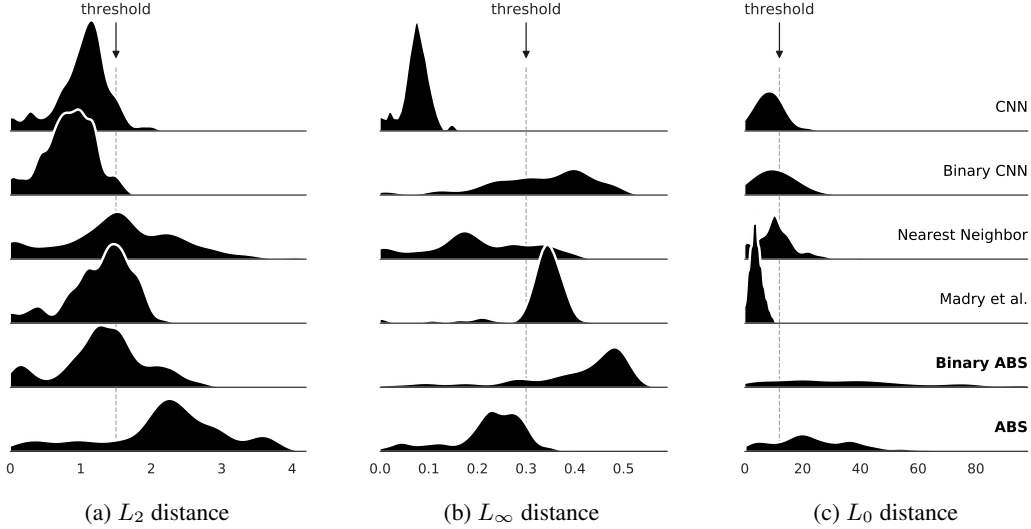 threshold threshold threshold
CNN
Binary CNN
Nearest Neighbor
Madry et al.
Binary ABS
ABS
0 1 2 3 4 0.0 0.1 0.2 0.3 0.4 0.5 0 20 40 60 80
(a) L₂ distance (b) L∞ distance (c) L₀ distance